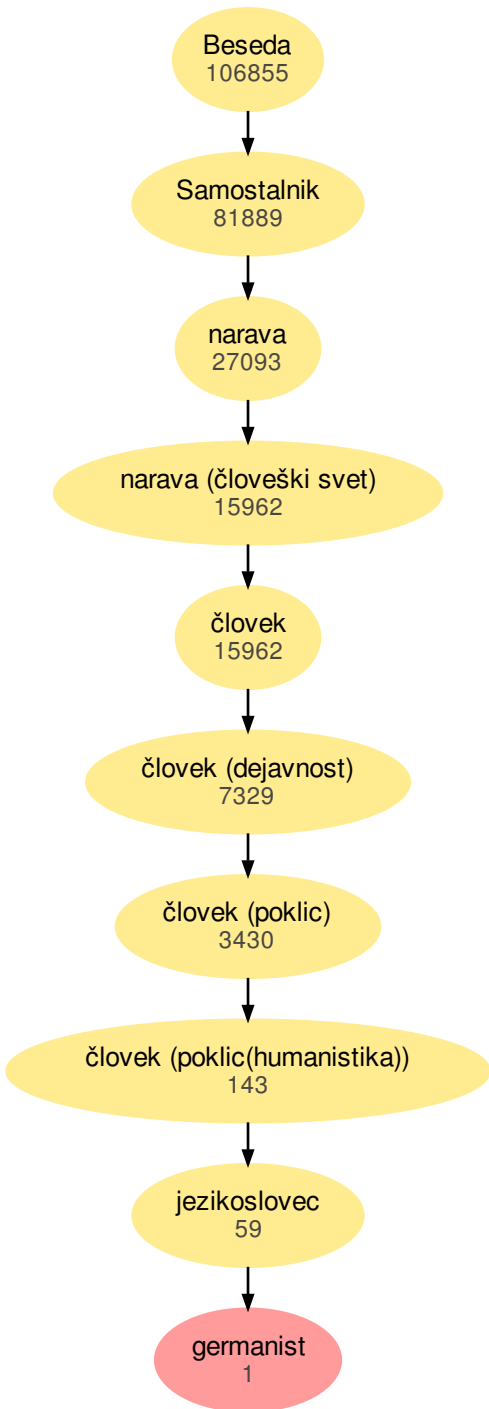 Beseda
106855
Samostalnik
81889
narava
27093
narava (človeški svet)
15962
človek
15962
človek (dejavnost)
7329
človek (poklic)
3430
človek (poklic(humanistika))
143
jezikoslovec
59
germanist
1